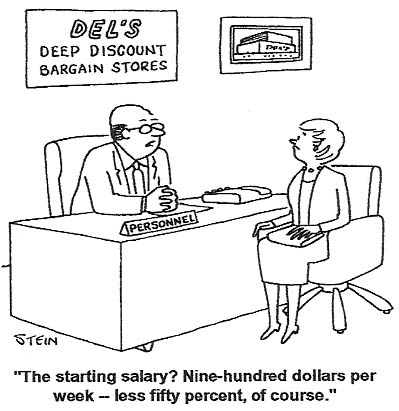 DEL'S
DEEP DISCOUNT
BARGAIN STORES
DEL'S
PERSONNEL
STEIN
"The starting salary? Nine-hundred dollars per
week -- less fifty percent, of course."